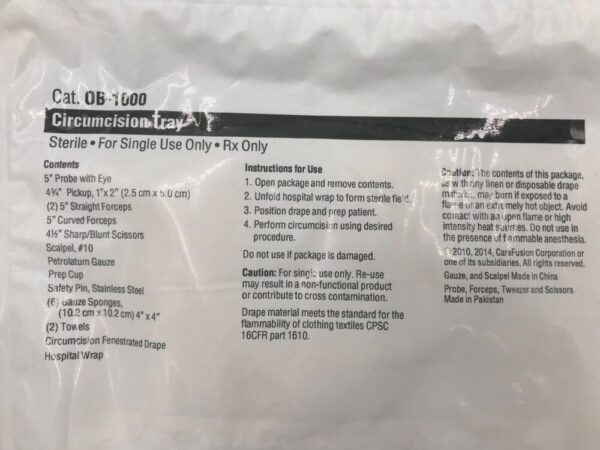 Cat. OB-1000
Circumcision Tray
Sterile • For Single Use Only • Rx Only
Contents
5" Probe with Eye
4¾" Pickup, 1"x 2" (2.5 cm x 5.0 cm)
(2) 5" Straight Forceps
5" Curved Forceps
4½" Sharp/Blunt Scissors
Scalpel, #10
Petrolatum Gauze
Prep Cup
Safety Pin, Stainless Steel
(6) Gauze Sponges,
(10.2 cm x 10.2 cm) 4" x 4"
(2) Towels
Circumcision Fenestrated Drape
Hospital Wrap
Instructions for Use
1. Open package and remove contents.
2. Unfold hospital wrap to form sterile field.
3. Position drape and prep patient.
4. Perform circumcision using desired
procedure.
Do not use if package is damaged.
Caution: For single use only. Re-use
may result in a non-functional product
or contribute to cross contamination.
Drape material meets the standard for the
flammability of clothing textiles CPSC
16CFR part 1610.
Caution: The contents of this package,
as with any linen or disposable drape
material, may burn if exposed to a
flame or an extremely hot object. Avoid
contact with an open flame or high
intensity heat sources. Do not use in
the presence of flammable anesthesia.
© 2010, 2014, CareFusion Corporation or
one of its subsidiaries. All rights reserved.
Gauze, and Scalpel Made in China
Probe, Forceps, Tweezer and Scissors
Made in Pakistan